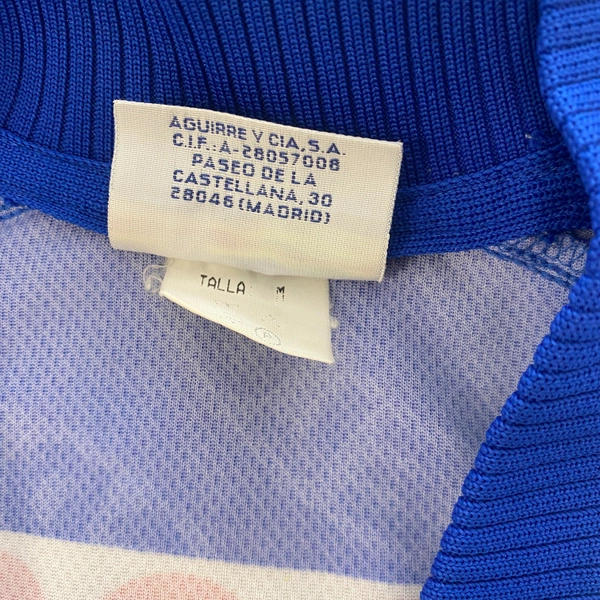 AGUIRRE Y CIA, S.A.
C.I.F.: A-28057008
PASEO DE LA
CASTELLANA, 30
28046 (MADRID)
TALLA M
A